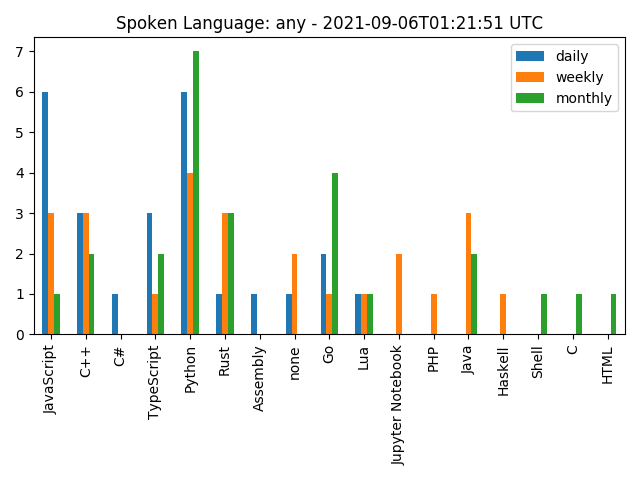 Spoken Language: any - 2021-09-06T01:21:51 UTC
daily
weekly
monthly
7
6
5
4
3
2
1
0
JavaScript
C++
C#
TypeScript
Python
Rust
Assembly
none
Go
Lua
Jupyter Notebook
PHP
Java
Haskell
Shell
C
HTML